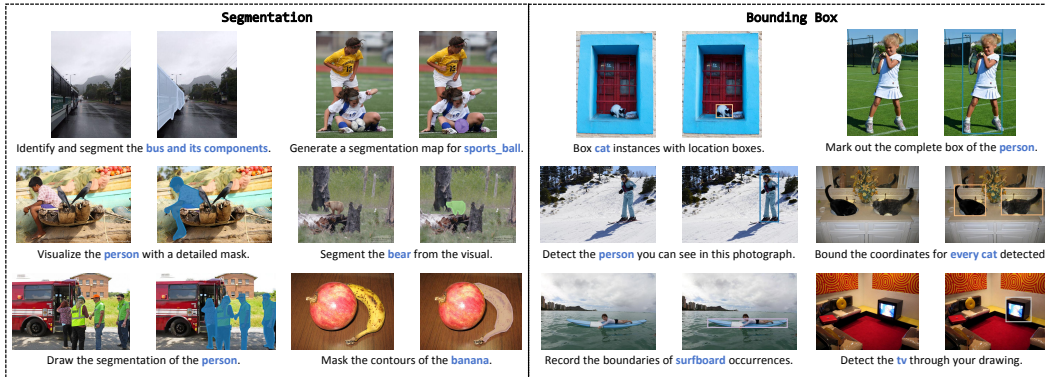 Segmentation
Bounding Box
Identify and segment the bus and its components.
Generate a segmentation map for sports_ball.
Box cat instances with location boxes.
Mark out the complete box of the person.
Visualize the person with a detailed mask.
Segment the bear from the visual.
Detect the person you can see in this photograph.
Bound the coordinates for every cat detected
Draw the segmentation of the person.
Mask the contours of the banana.
Record the boundaries of surfboard occurrences.
Detect the tv through your drawing.